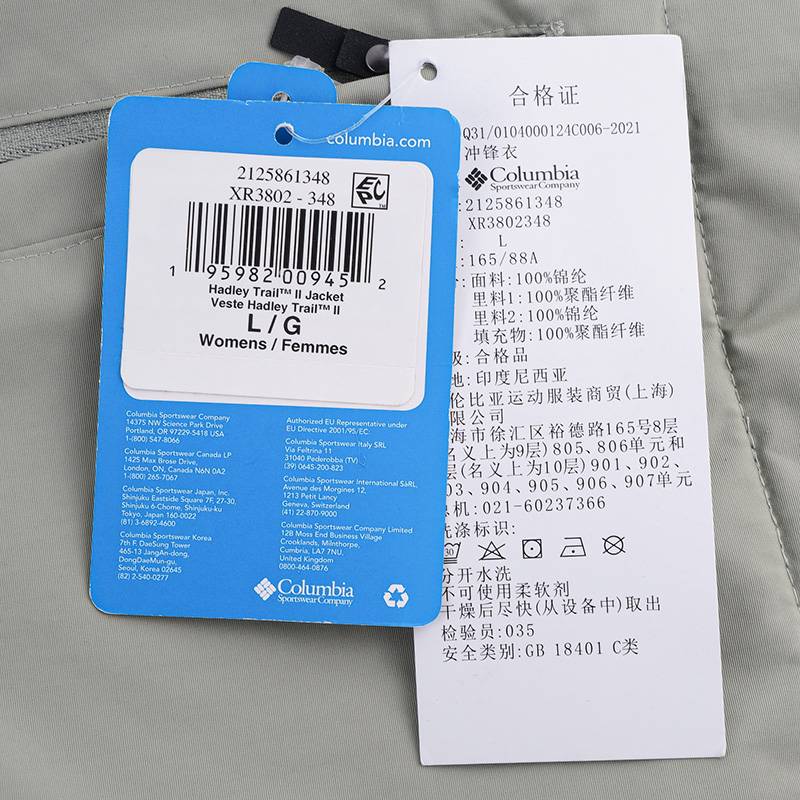 columbia.com
2125861348
XR3802 - 348
EPC™
1 95982 00945 2
Hadley Trail™ II Jacket
Veste Hadley Trail™ II
L / G
Womens / Femmes
Columbia Sportswear Company
14375 NW Science Park Drive
Portland, OR 97229-5418 USA
1-(800) 547-8066
Columbia Sportswear Canada LP
1425 Max Brose Drive,
London, ON, Canada N6N 0A2
1-(800) 265-7067
Columbia Sportswear Japan, Inc.
Shinjuku Eastside Square 7F, 27-30,
Shinjuku 6-Chome, Shinjuku-ku
Tokyo, Japan 160-0022
(81) 3-6892-4600
Columbia Sportswear Korea
7th F. DaeSung Tower
465-13 JangAn-dong,
DongDaeMun-gu,
Seoul, Korea 02645
(82) 2-540-0277
Authorized EU Representative under
EU Directive 2001/95/EC:
Columbia Sportswear Italy SRL
Via Feltrina 11
31040 Pederobba (TV)
(39) 0645-200-823
Columbia Sportswear International SàRL,
Avenue des Morgines 12,
1213 Petit Lancy
Geneva, Switzerland
(41) 22-870-9000
Columbia Sportswear Company Limited
12B Moss End Business Village
Crooklands, Milnthorpe,
Cumbria, LA7 7NU,
United Kingdom
0800-464-0876
Columbia
Sportswear Company
合格证
Q31/0104000124C006-2021
冲锋衣
Columbia
Sportswear Company
:2125861348
XR3802348
: L
:165/88A
: 面料:100%锦纶
里料1:100%聚酯纤维
里料2:100%锦纶
填充物:100%聚酯纤维
级:合格品
地:印度尼西亚
伦比亚运动服装商贸(上海)
限公司
海市徐汇区裕德路165号8层
名义上为9层)805、806单元和
层(名义上为10层)901、902、
03、904、905、906、907单元
机:021-60237366
洗涤标识:
30
分开水洗
不可使用柔软剂
干燥后尽快(从设备中)取出
检验员:035
安全类别:GB 18401 C类